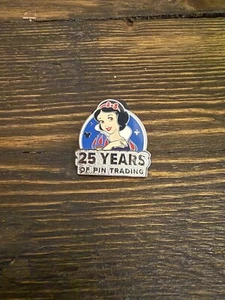 25 YEARS
OF PIN TRADING